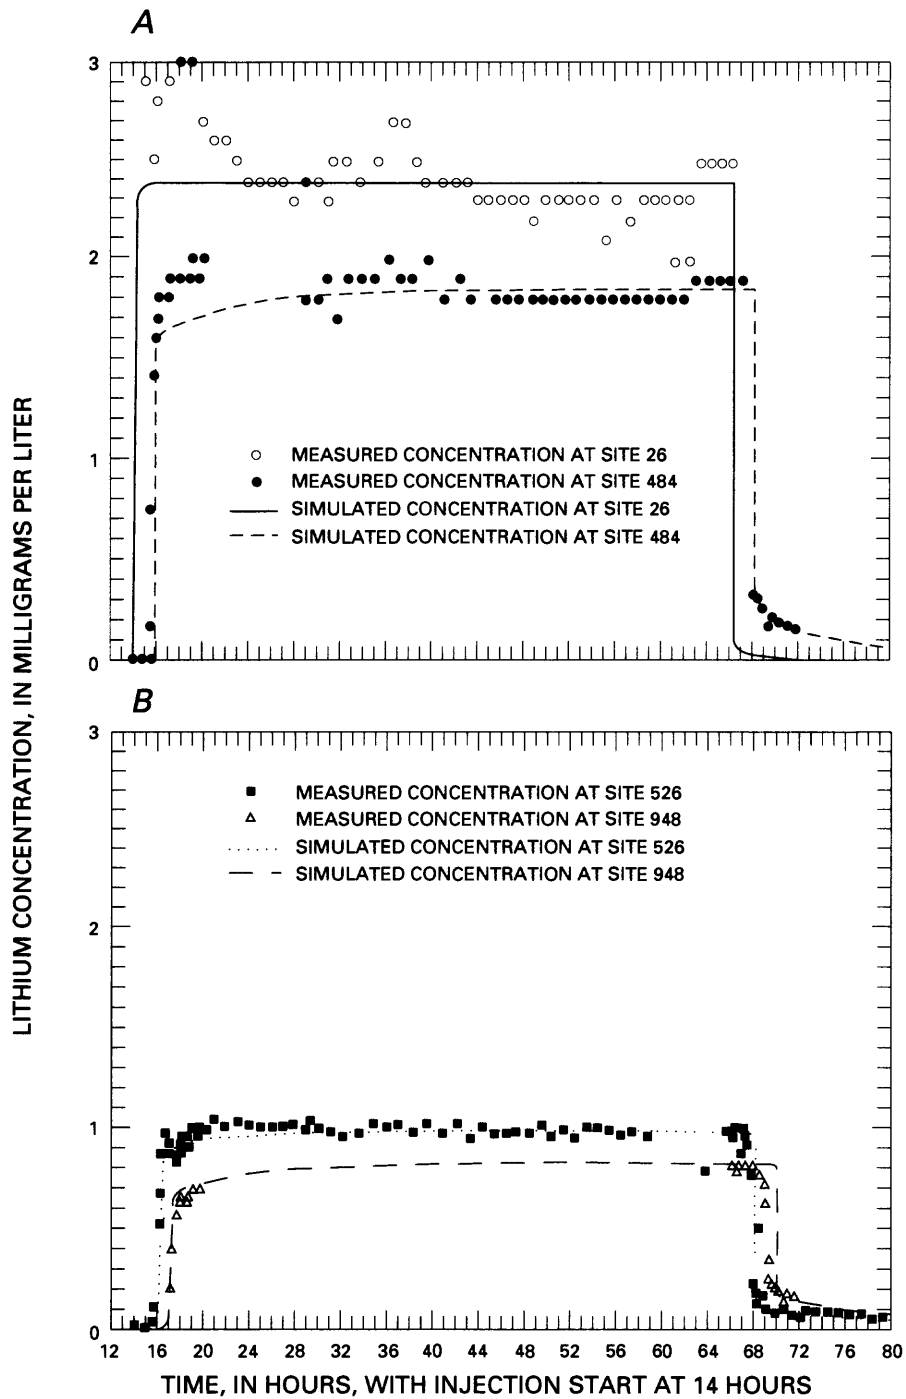 A
3
2
1
0
MEASURED CONCENTRATION AT SITE 26
MEASURED CONCENTRATION AT SITE 484
SIMULATED CONCENTRATION AT SITE 26
SIMULATED CONCENTRATION AT SITE 484
LITHIUM CONCENTRATION, IN MILLIGRAMS PER LITER
B
3
2
1
0
MEASURED CONCENTRATION AT SITE 526
MEASURED CONCENTRATION AT SITE 948
SIMULATED CONCENTRATION AT SITE 526
SIMULATED CONCENTRATION AT SITE 948
12 16 20 24 28 32 36 40 44 48 52 56 60 64 68 72 76 80
TIME, IN HOURS, WITH INJECTION START AT 14 HOURS